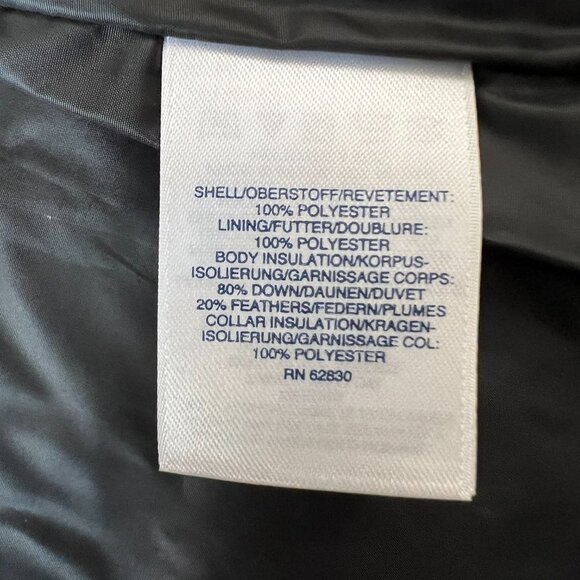 SHELL/OBERSTOFF/REVETEMENT:
100% POLYESTER
LINING/FUTTER/DOUBLURE:
100% POLYESTER
BODY INSULATION/KORPUS-
ISOLIERUNG/GARNISSAGE CORPS:
80% DOWN/DAUNEN/DUVET
20% FEATHERS/FEDERN/PLUMES
COLLAR INSULATION/KRAGEN-
ISOLIERUNG/GARNISSAGE COL:
100% POLYESTER
RN 62830